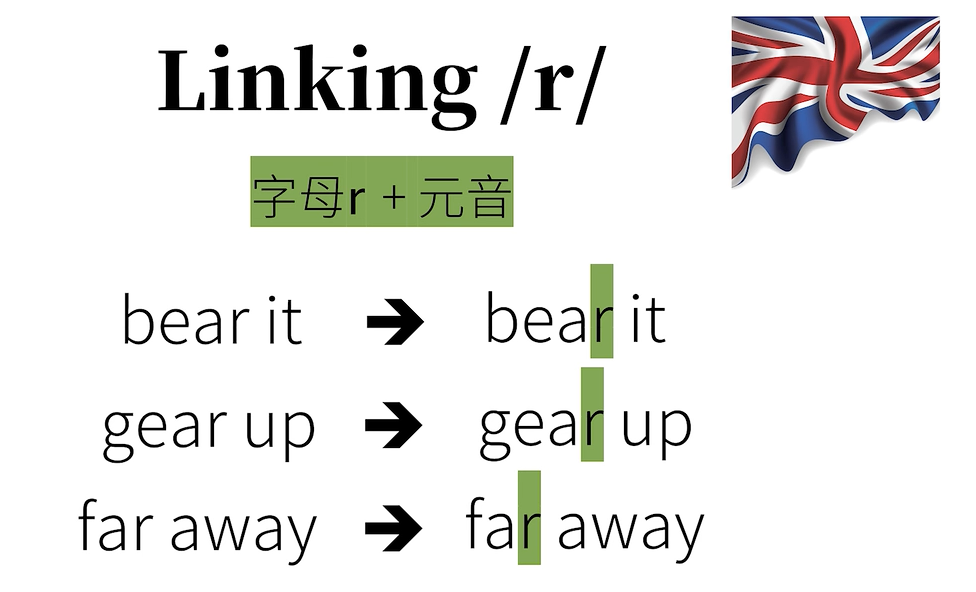 Linking /r/
字母r + 元音
bear it ➔ bear it
gear up ➔ gear up
far away ➔ far away